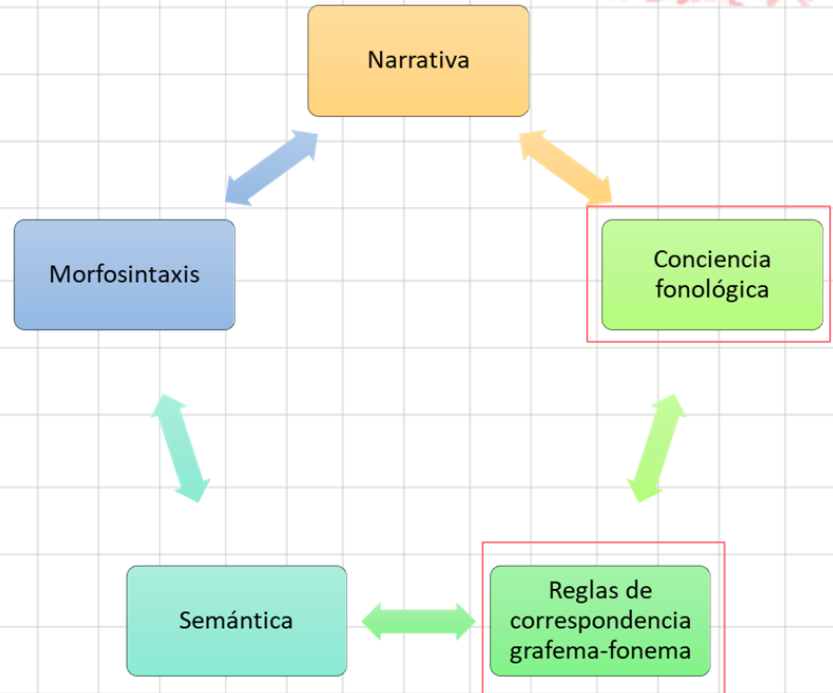 Narrativa
Morfosintaxis
Conciencia
fonológica
Semántica
Reglas de
correspondencia
grafema-fonema